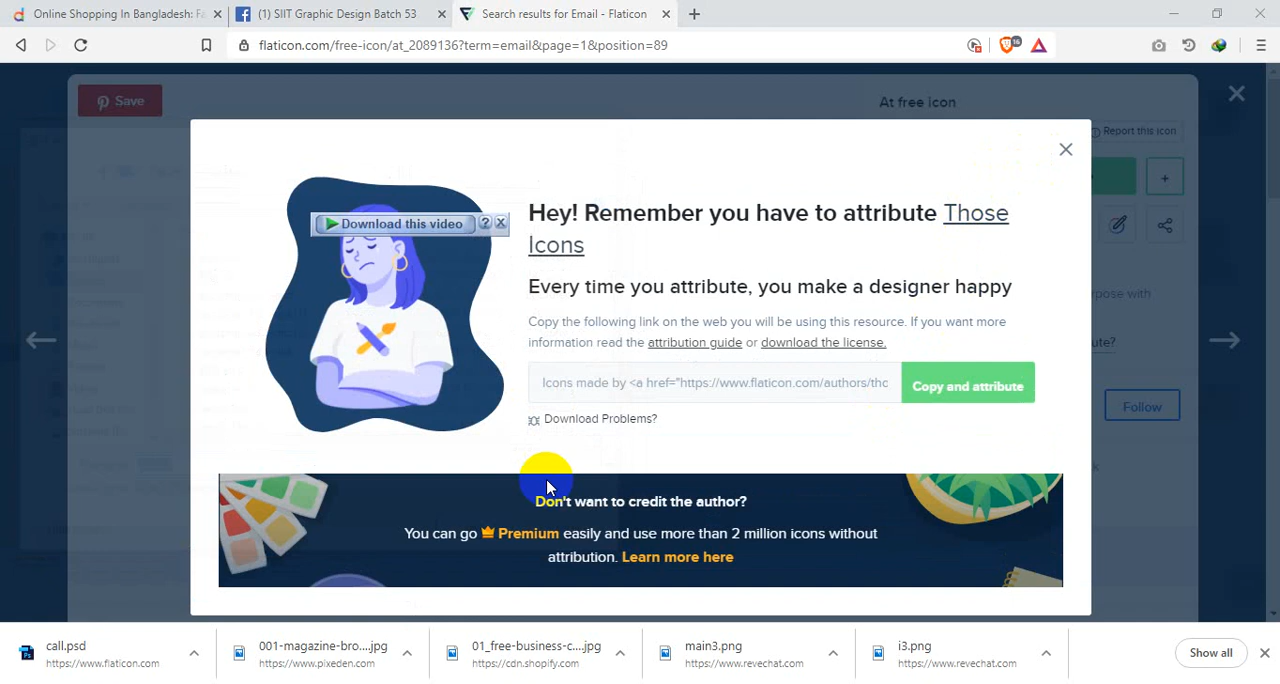 Online Shopping In Bangladesh: Fa
(1) SIIT Graphic Design Batch 53
Search results for Email - Flaticon
flaticon.com/free-icon/at_2089136?term=email&page=1&position=89
16
Save
At free icon
Report this icon
Hey! Remember you have to attribute Those
Icons
Download this video
Every time you attribute, you make a designer happy
Copy the following link on the web you will be using this resource. If you want more
information read the attribution guide or download the license.
Icons made by <a href="https://www.flaticon.com/authors/thc
Copy and attribute
Download Problems?
Follow
Don't want to credit the author?
You can go Premium easily and use more than 2 million icons without
attribution. Learn more here
call.psd
https://www.flaticon.com
001-magazine-bro....jpg
https://www.pixeden.com
01_free-business-c....jpg
https://cdn.shopify.com
main3.png
https://www.revechat.com
i3.png
https://www.revechat.com
Show all